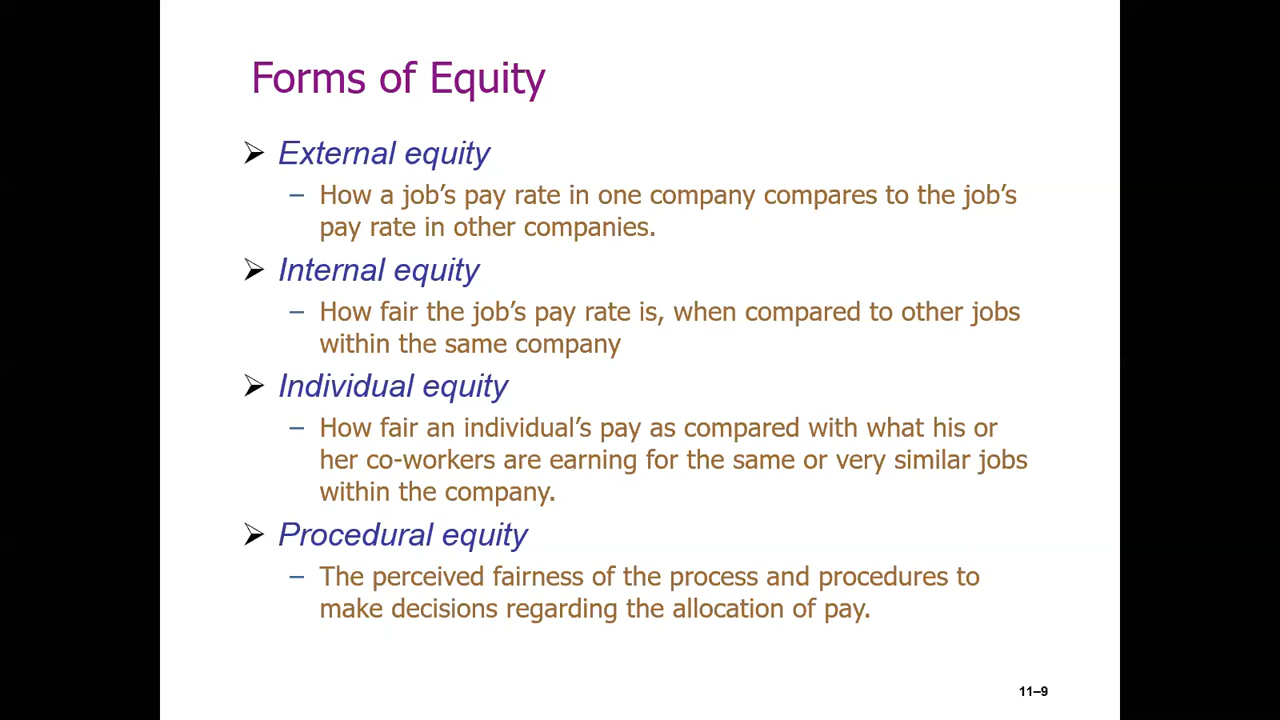 Forms of Equity
➢ External equity
– How a job’s pay rate in one company compares to the job’s
pay rate in other companies.
➢ Internal equity
– How fair the job’s pay rate is, when compared to other jobs
within the same company
➢ Individual equity
– How fair an individual’s pay as compared with what his or
her co-workers are earning for the same or very similar jobs
within the company.
➢ Procedural equity
– The perceived fairness of the process and procedures to
make decisions regarding the allocation of pay.
11–9